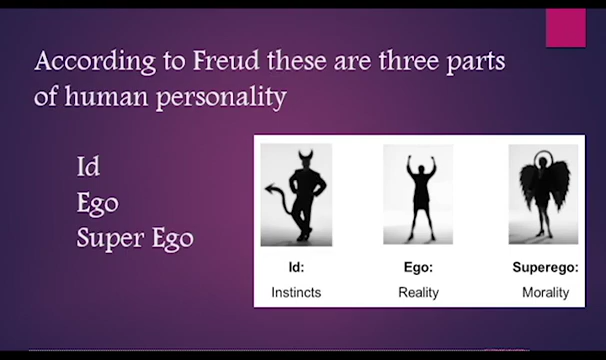 According to Freud these are three parts
of human personality
Id
Ego
Super Ego
Id:
Instincts
Ego:
Reality
Superego:
Morality